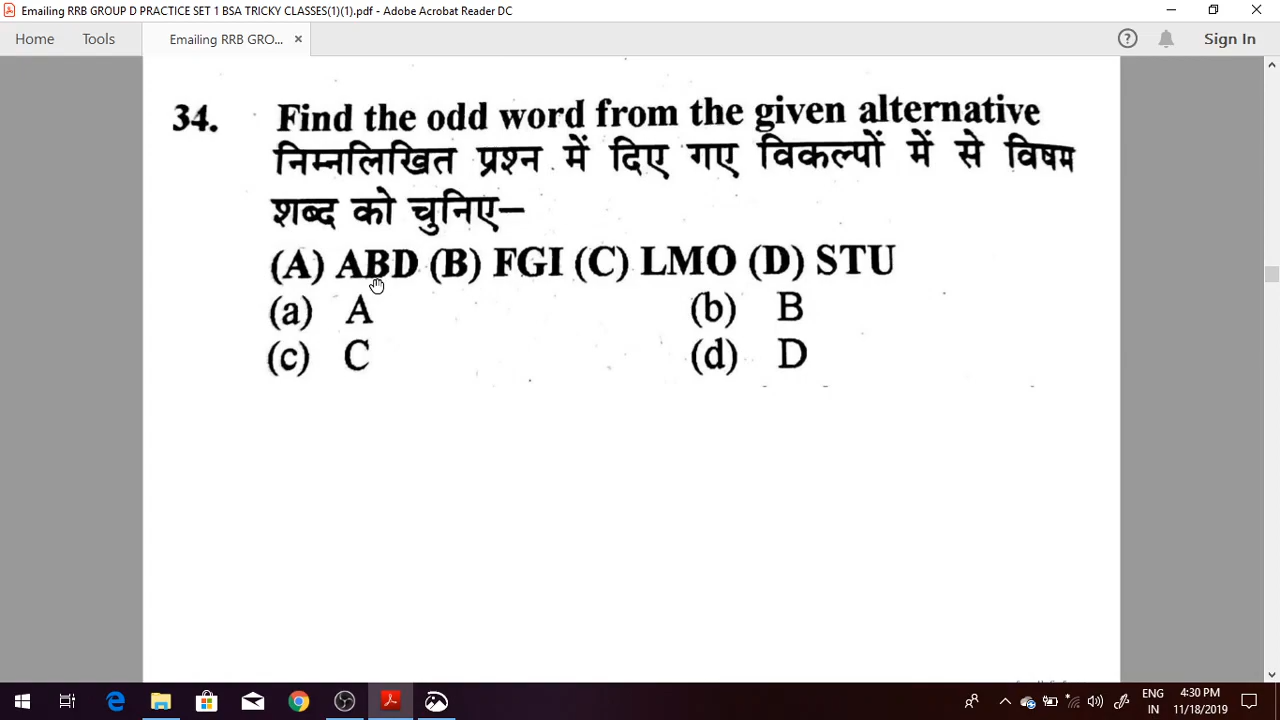 Emailing RRB GROUP D PRACTICE SET 1 BSA TRICKY CLASSES(1)(1).pdf - Adobe Acrobat Reader DC
Home Tools Emailing RRB GRO... × Sign In
34. Find the odd word from the given alternative
निम्नलिखित प्रश्न में दिए गए विकल्पों में से विषम
शब्द को चुनिए–
(A) ABD (B) FGI (C) LMO (D) STU
(a) A (b) B
(c) C (d) D
ENG 4:30 PM
IN 11/18/2019